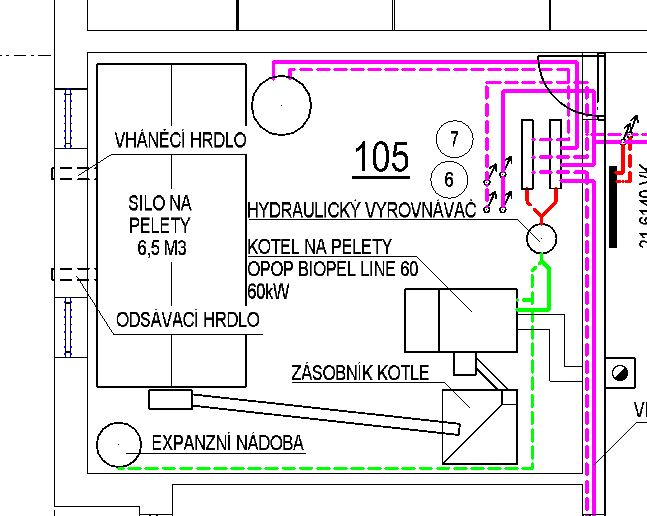 VHÁNĚCÍ HRDLO
105
7
6
SILO NA
PELETY
6,5 M3
HYDRAULICKÝ VYROVNÁVAČ
KOTEL NA PELETY
OPOP BIOPEL LINE 60
60kW
ODSÁVACÍ HRDLO
ZÁSOBNÍK KOTLE
EXPANZNÍ NÁDOBA